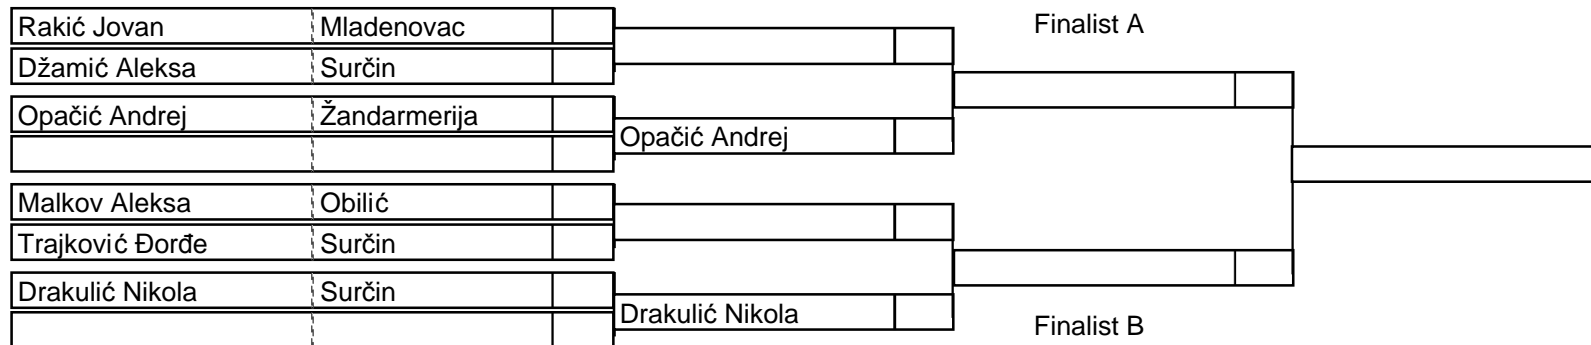 Rakić Jovan Mladenovac
Finalist A
Džamić Aleksa Surčin
Opačić Andrej Žandarmerija
Opačić Andrej
Malkov Aleksa Obilić
Trajković Đorđe Surčin
Drakulić Nikola Surčin
Drakulić Nikola
Finalist B